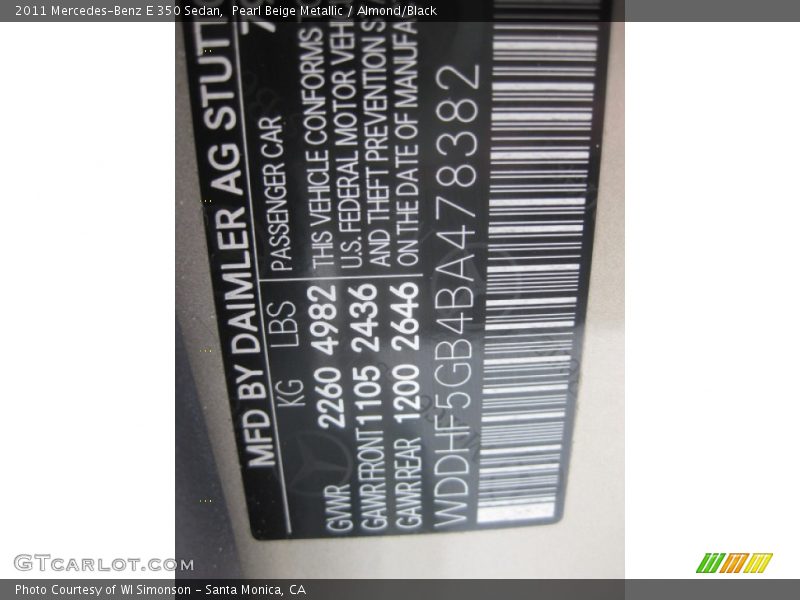 2011 Mercedes-Benz E 350 Sedan, Pearl Beige Metallic / Almond/Black
MFD BY DAIMLER AG STUTT
KG LBS PASSENGER CAR
GVWR 2260 4982 THIS VEHICLE CONFORMS
GAWR FRONT 1105 2436 U.S. FEDERAL MOTOR VEH
GAWR REAR 1200 2646 AND THEFT PREVENTION S
ON THE DATE OF MANUFA
WDDHF5GB4BA478382
GTCARLOT.COM
Photo Courtesy of WI Simonson - Santa Monica, CA